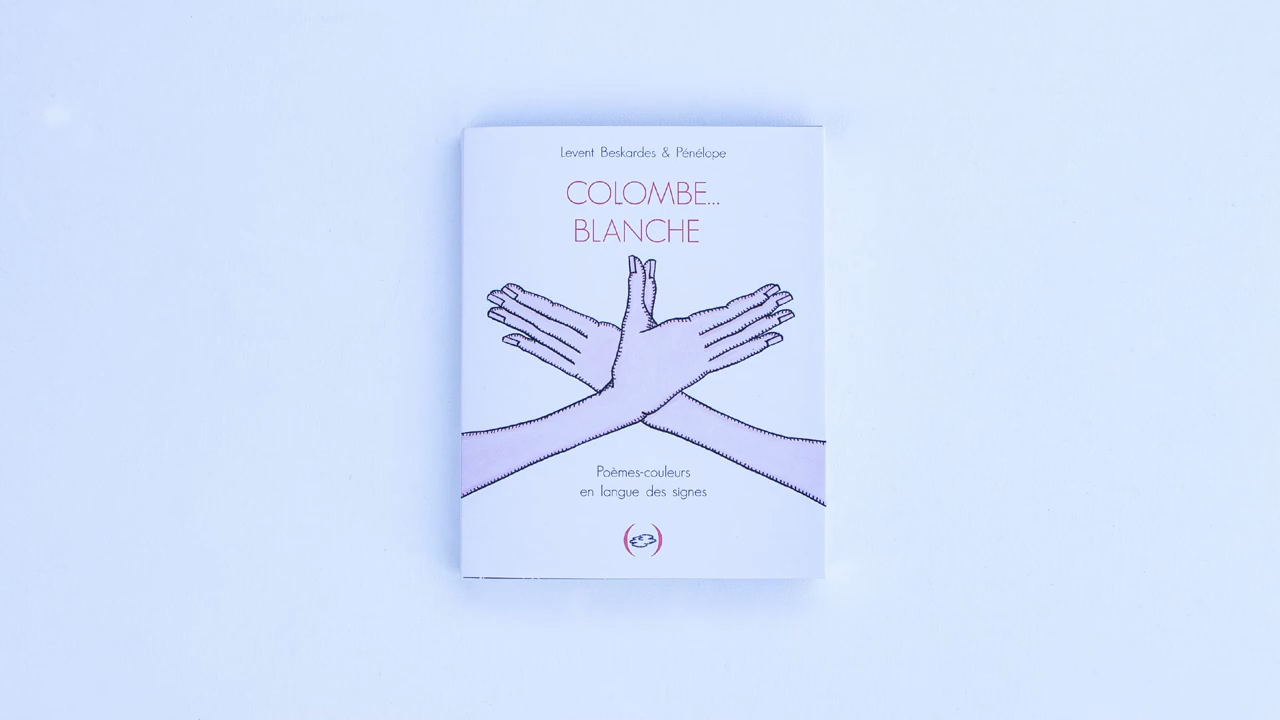 Levent Beskardes & Pénélope
COLOMBE...
BLANCHE
Poèmes-couleurs
en langue des signes